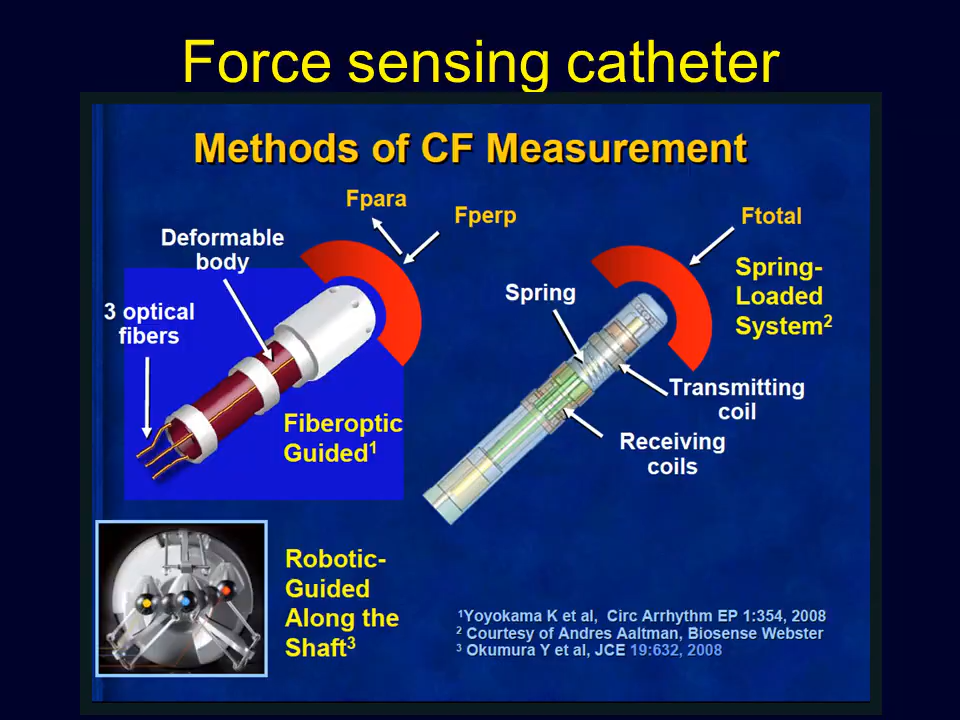 Force sensing catheter
Methods of CF Measurement
Fpara
Fperp
Deformable
body
3 optical
fibers
Fiberoptic
Guided1
Ftotal
Spring-
Loaded
System2
Spring
Transmitting
coil
Receiving
coils
Robotic-
Guided
Along the
Shaft3
1Yoyokama K et al, Circ Arrhythm EP 1:354, 2008
2 Courtesy of Andres Aaltman, Biosense Webster
3 Okumura Y et al, JCE 19:632, 2008